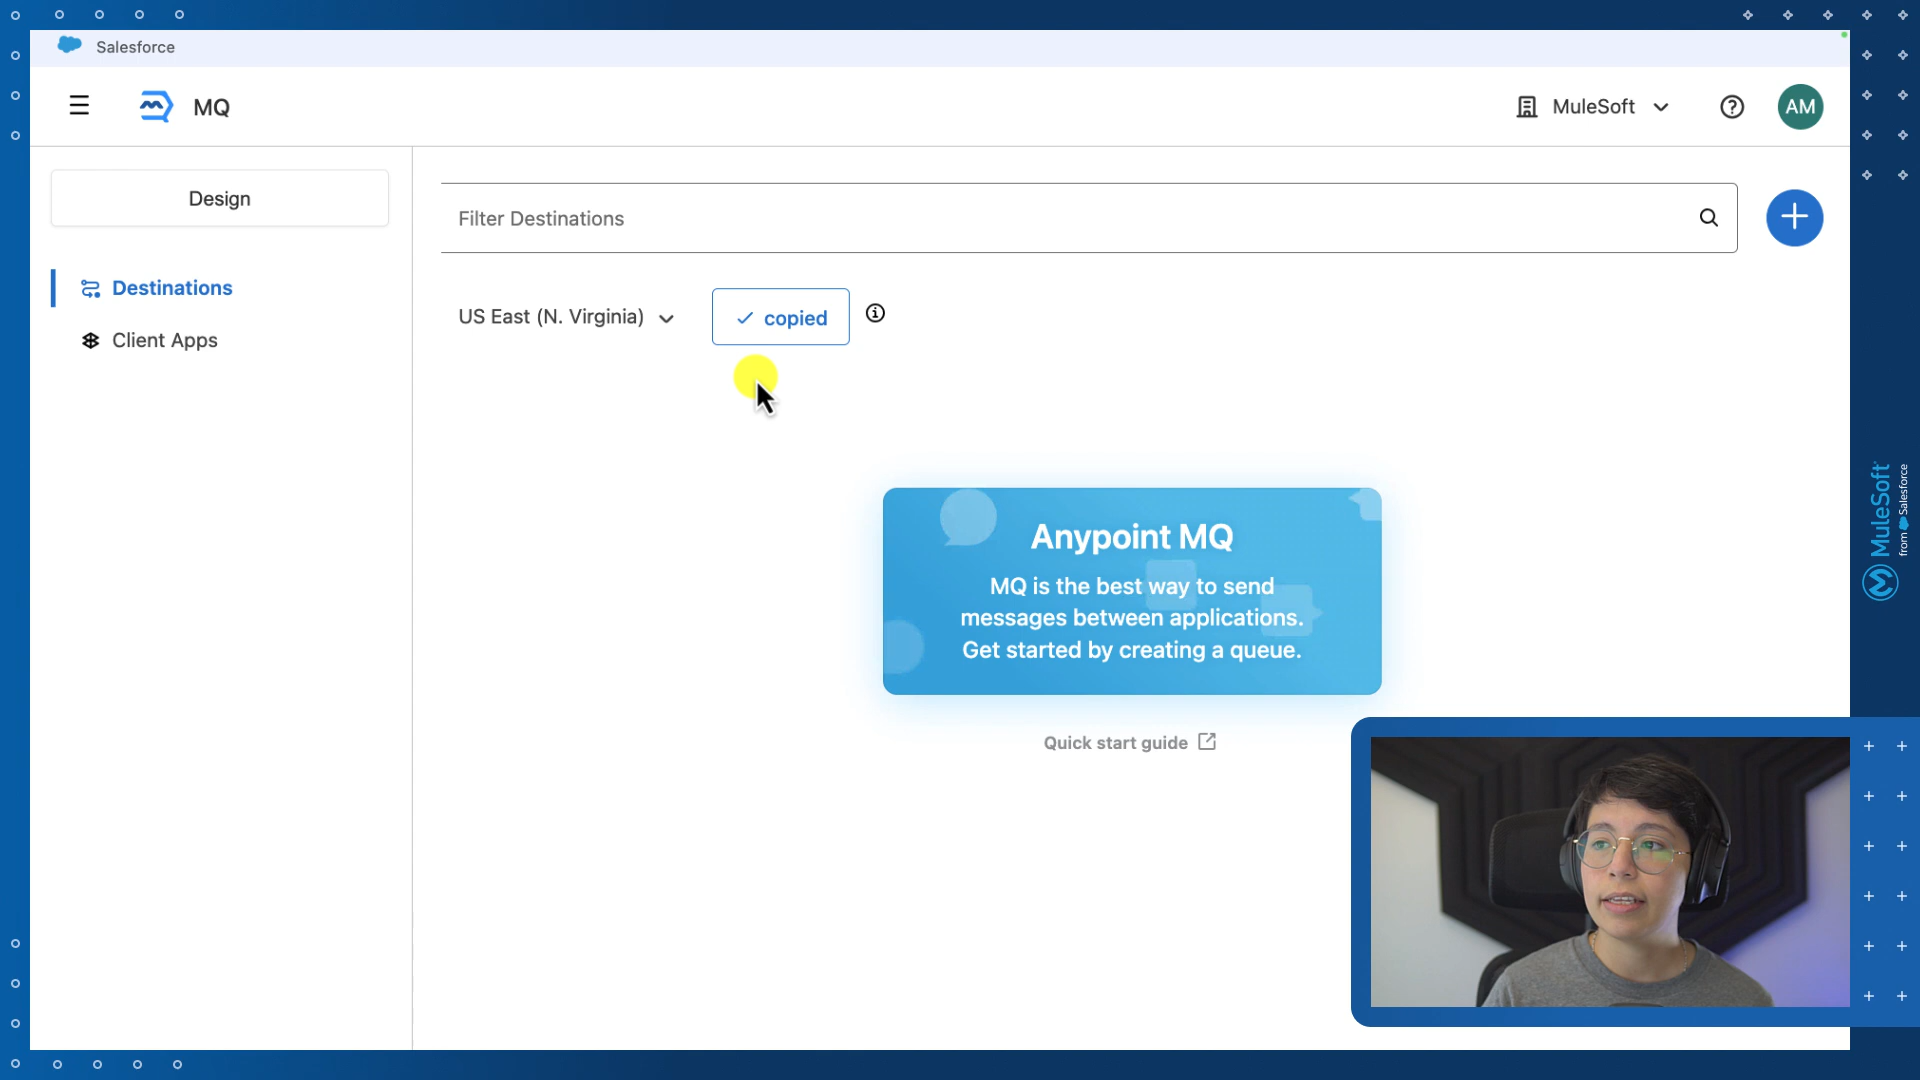 Salesforce
MQ
MuleSoft
AM
Design
Filter Destinations
Destinations
US East (N. Virginia)
copied
Client Apps
Anypoint MQ
MQ is the best way to send
messages between applications.
Get started by creating a queue.
Quick start guide
MuleSoft
from Salesforce